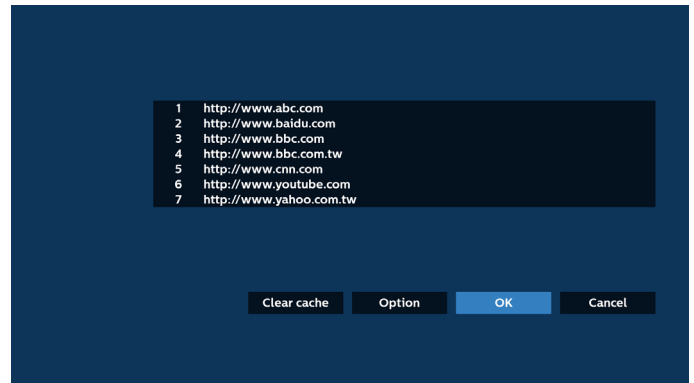 1 http://www.abc.com
2 http://www.baidu.com
3 http://www.bbc.com
4 http://www.bbc.com.tw
5 http://www.cnn.com
6 http://www.youtube.com
7 http://www.yahoo.com.tw
Clear cache Option OK Cancel